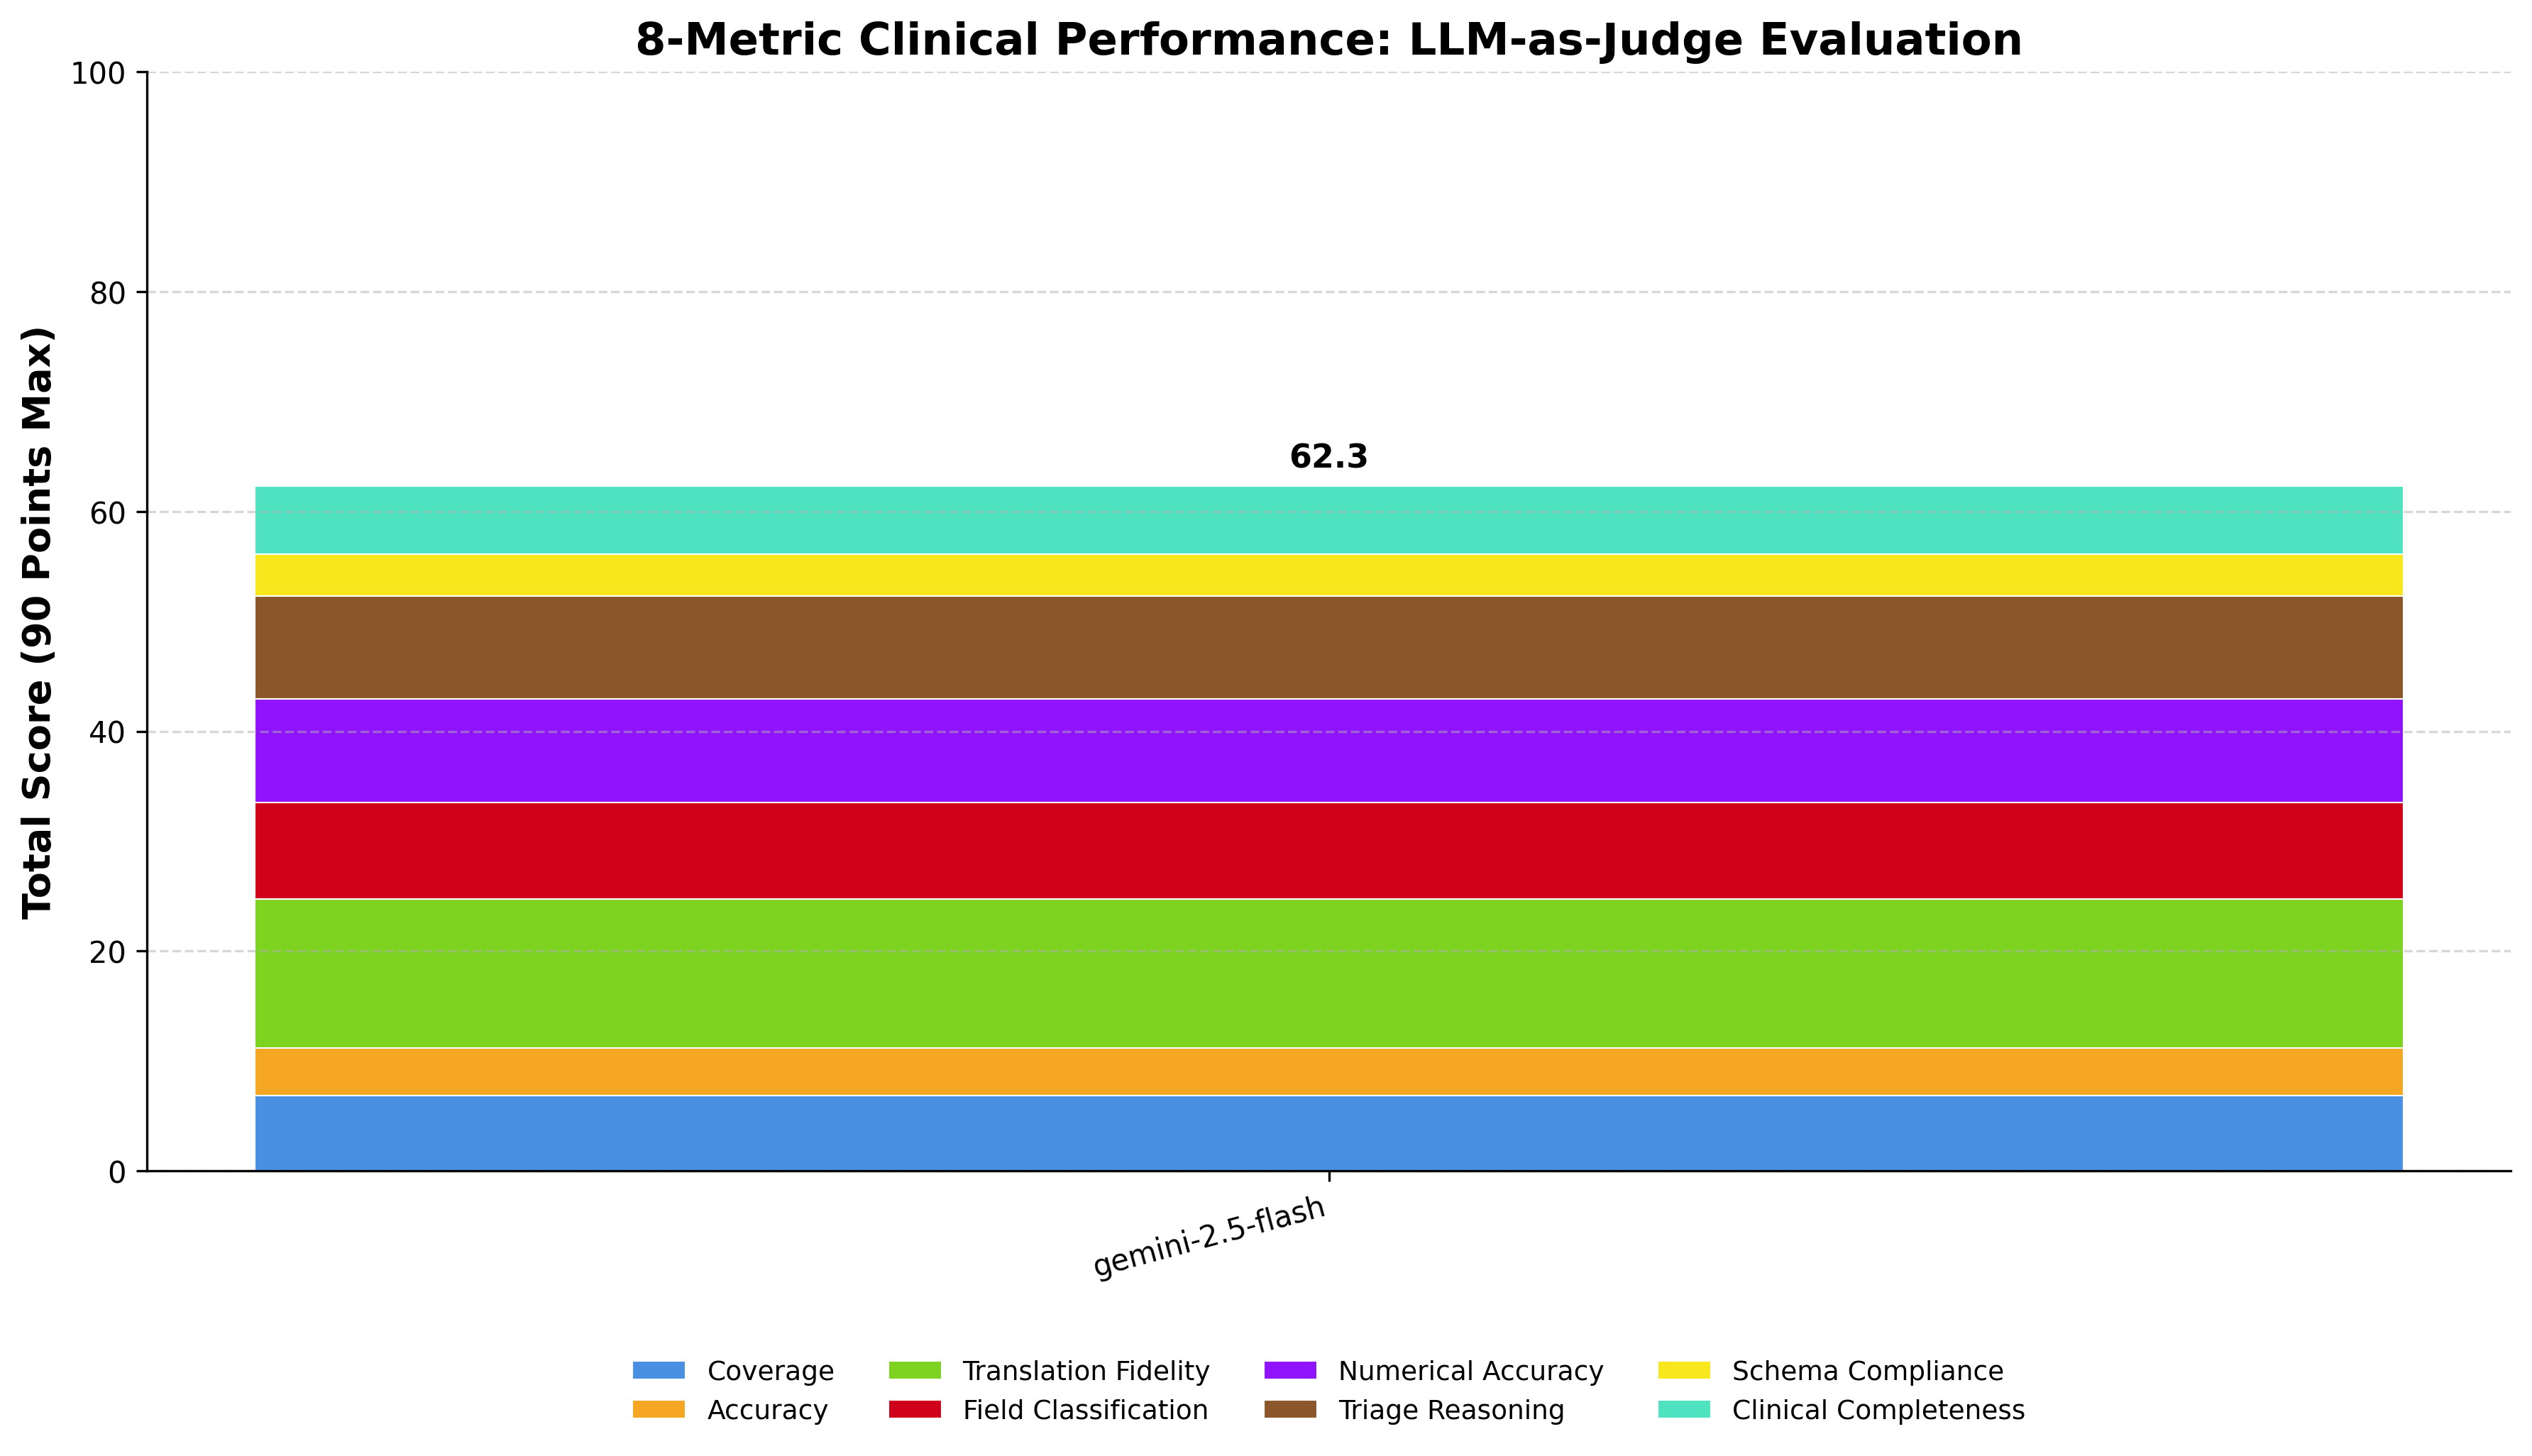 8-Metric Clinical Performance: LLM-as-Judge Evaluation
Total Score (90 Points Max)
100
80
60
40
20
0
62.3
gemini-2.5-flash
Coverage
Accuracy
Translation Fidelity
Field Classification
Numerical Accuracy
Triage Reasoning
Schema Compliance
Clinical Completeness